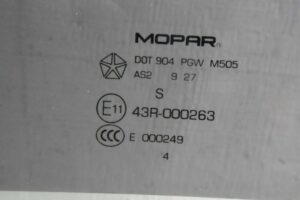 MOPAR
DOT 904 PGW M505
AS2 9 27
S
E11 43R-000263
CCC E 000249
4